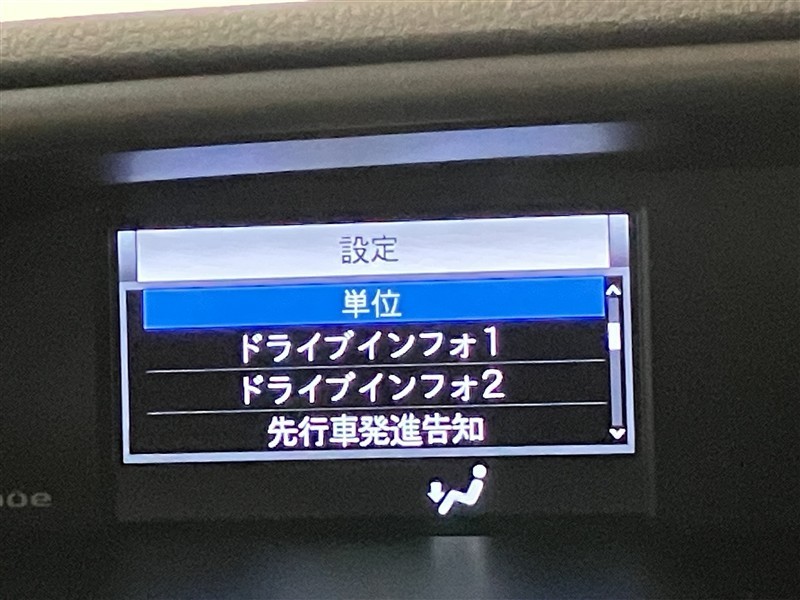 設定
単位
ドライブインフォ1
ドライブインフォ2
先行車発進告知